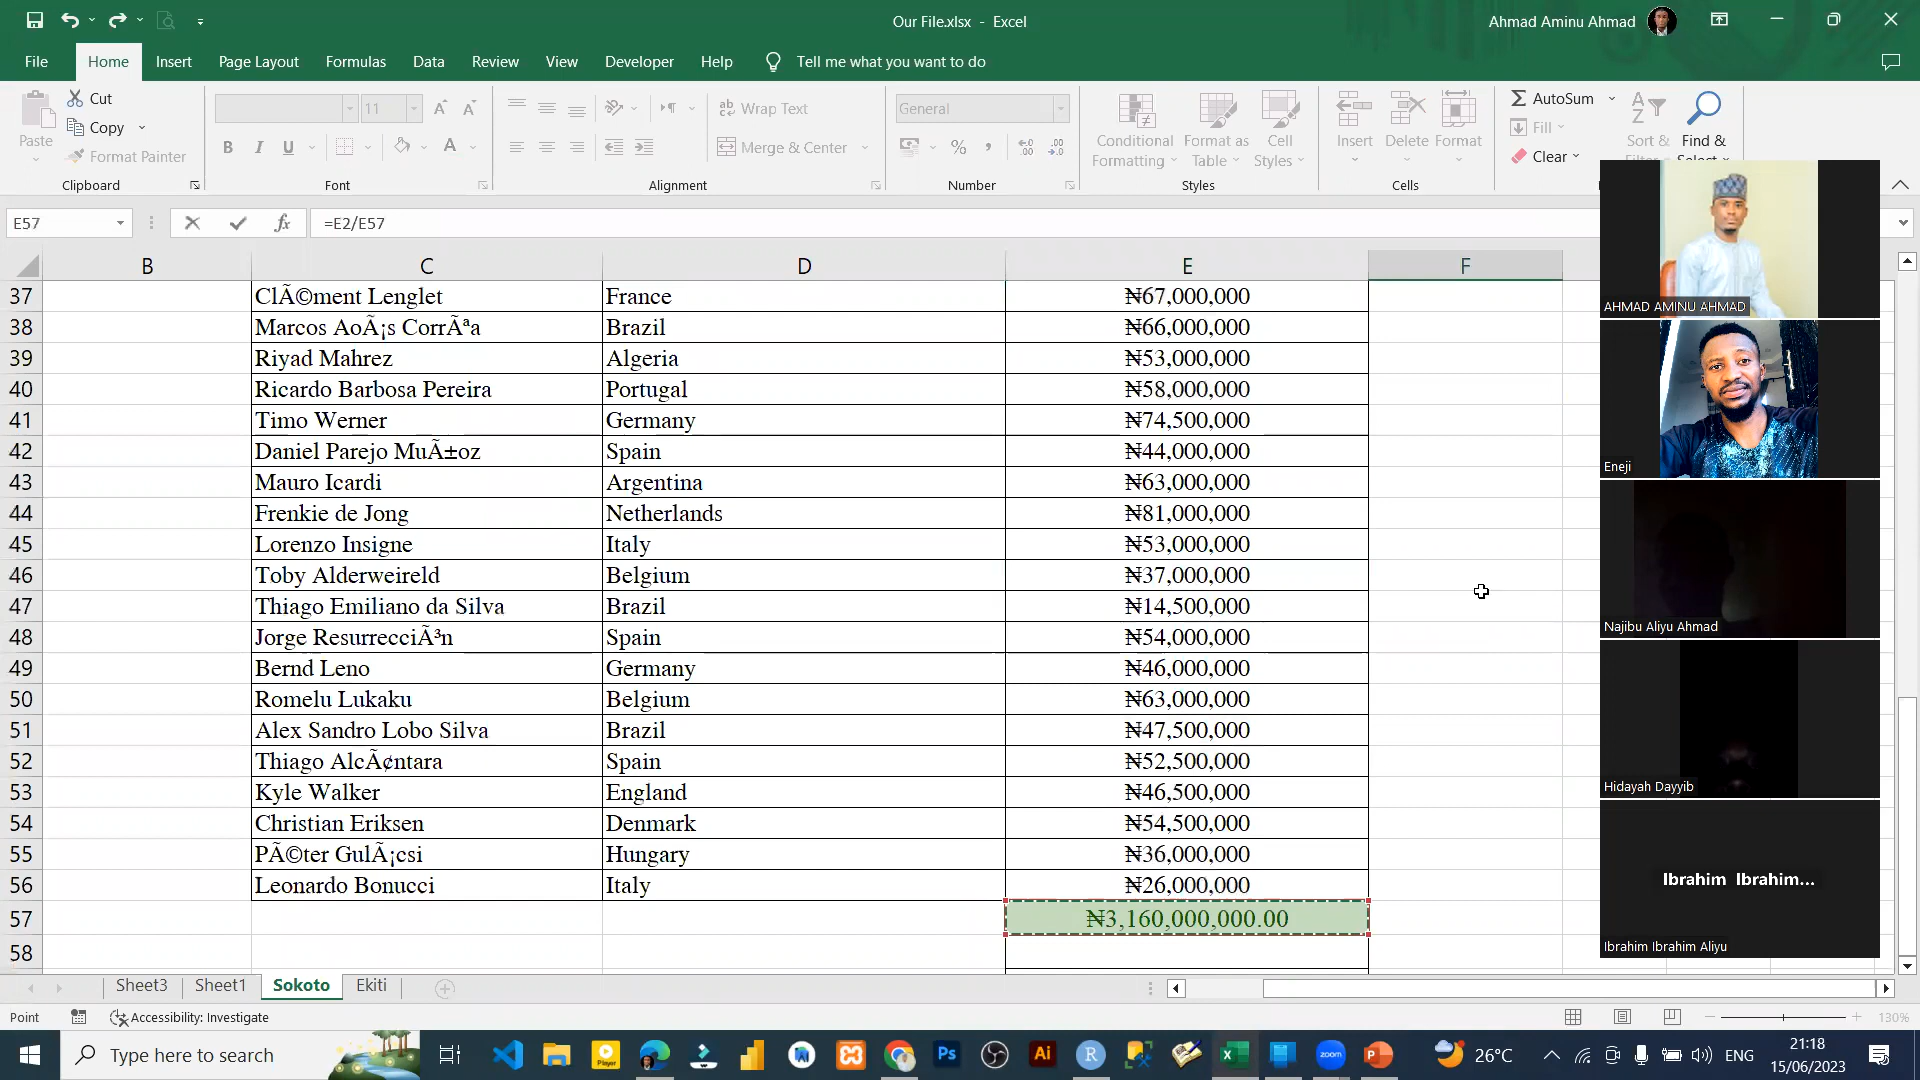 Our File.xlsx - Excel
Ahmad Aminu Ahmad
File Home Insert Page Layout Formulas Data Review View Developer Help Tell me what you want to do
Paste
Cut
Copy
Format Painter
Clipboard
11
B I U
Font
Wrap Text
Merge & Center
Alignment
General
Number
Conditional Formatting
Format as Table
Cell Styles
Styles
Insert Delete Format
Cells
AutoSum
Fill
Clear
Sort &
Find &
E57 fx =E2/E57
B C D E F
37 ClÃ©ment Lenglet France ₦67,000,000
38 Marcos AoÃ¡s CorrÃªa Brazil ₦66,000,000
39 Riyad Mahrez Algeria ₦53,000,000
40 Ricardo Barbosa Pereira Portugal ₦58,000,000
41 Timo Werner Germany ₦74,500,000
42 Daniel Parejo MuÃ±oz Spain ₦44,000,000
43 Mauro Icardi Argentina ₦63,000,000
44 Frenkie de Jong Netherlands ₦81,000,000
45 Lorenzo Insigne Italy ₦53,000,000
46 Toby Alderweireld Belgium ₦37,000,000
47 Thiago Emiliano da Silva Brazil ₦14,500,000
48 Jorge ResurrecciÃ³n Spain ₦54,000,000
49 Bernd Leno Germany ₦46,000,000
50 Romelu Lukaku Belgium ₦63,000,000
51 Alex Sandro Lobo Silva Brazil ₦47,500,000
52 Thiago AlcÃ¢ntara Spain ₦52,500,000
53 Kyle Walker England ₦46,500,000
54 Christian Eriksen Denmark ₦54,500,000
55 PÃ©ter GulÃ¡csi Hungary ₦36,000,000
56 Leonardo Bonucci Italy ₦26,000,000
57 ₦3,160,000,000.00
58
AHMAD AMINU AHMAD
Eneji
Najibu Aliyu Ahmad
Hidayah Dayyib
Ibrahim Ibrahim...
Ibrahim Ibrahim Aliyu
Sheet3 Sheet1 Sokoto Ekiti
Point Accessibility: Investigate 130%
Type here to search
26°C ENG 21:18
15/06/2023